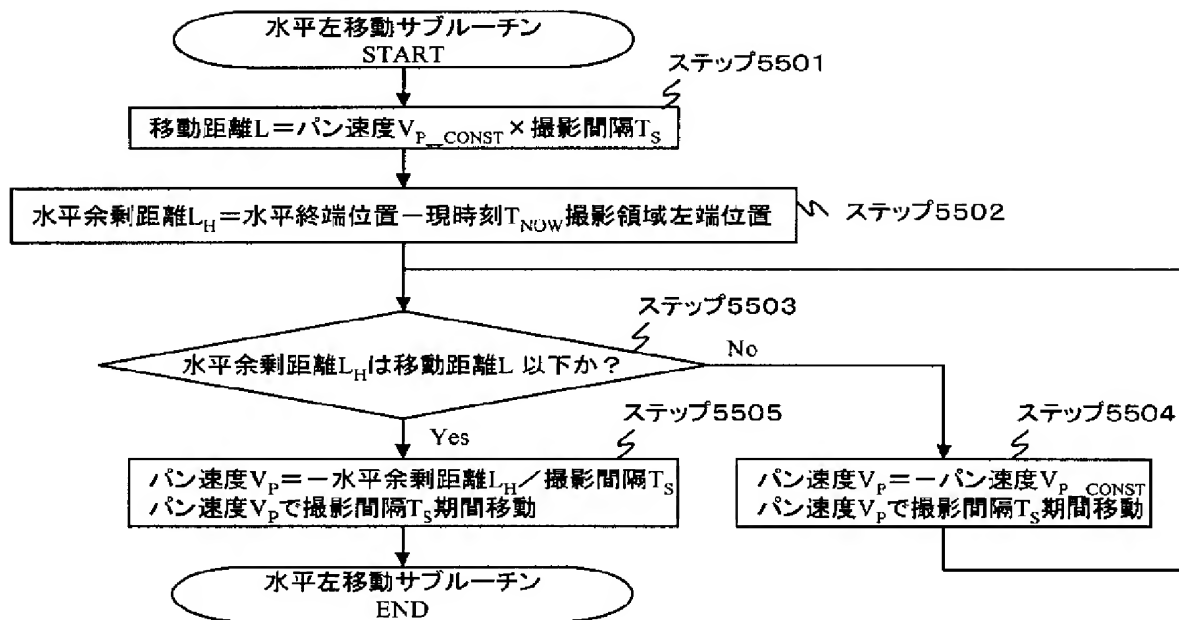 水平左移動サブルーチン
START
ステップ5501
移動距離L＝パン速度V_P_CONST×撮影間隔T_S
水平余剰距離L_H＝水平終端位置－現時刻T_NOW撮影領域左端位置
ステップ5502
ステップ5503
水平余剰距離L_Hは移動距離L 以下か？
No
Yes
ステップ5505
ステップ5504
パン速度V_P＝－水平余剰距離L_H／撮影間隔T_S
パン速度V_Pで撮影間隔T_S期間移動
パン速度V_P＝－パン速度V_P_CONST
パン速度V_Pで撮影間隔T_S期間移動
水平左移動サブルーチン
END